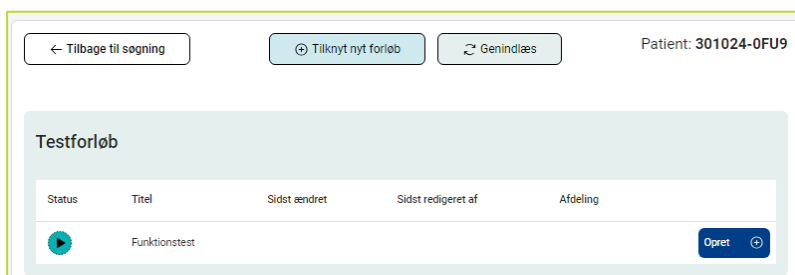 ← Tilbage til søgning
Tilknyt nyt forløb
Genindlæs
Patient: 301024-0FU9
Testforløb
Status Titel Sidst ændret Sidst redigeret af Afdeling
Funktionstest Opret